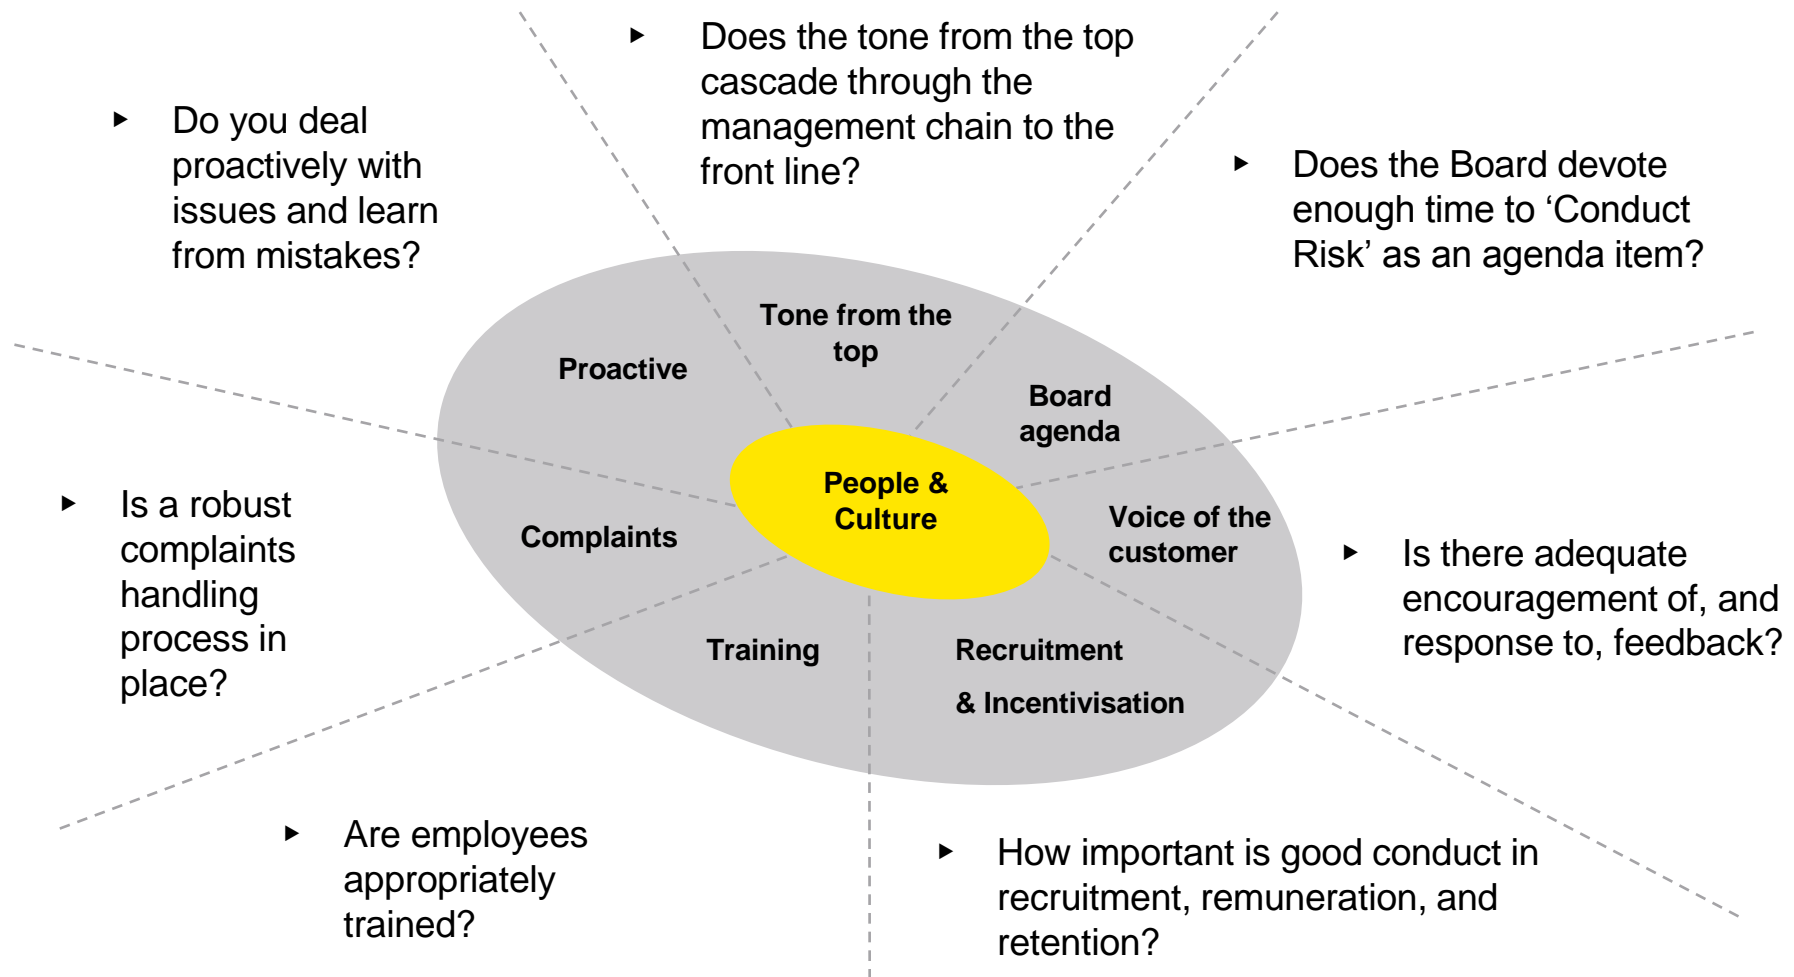 Does the tone from the top
cascade through the
management chain to the
front line?
Do you deal
proactively with
issues and learn
from mistakes?
Does the Board devote
enough time to ‘Conduct
Risk’ as an agenda item?
Tone from the
top
Proactive
Board
agenda
People &
Culture
Voice of the
customer
Complaints
Is a robust
complaints
handling
process in
place?
Is there adequate
encouragement of, and
response to, feedback?
Training
Recruitment
& Incentivisation
Are employees
appropriately
trained?
How important is good conduct in
recruitment, remuneration, and
retention?